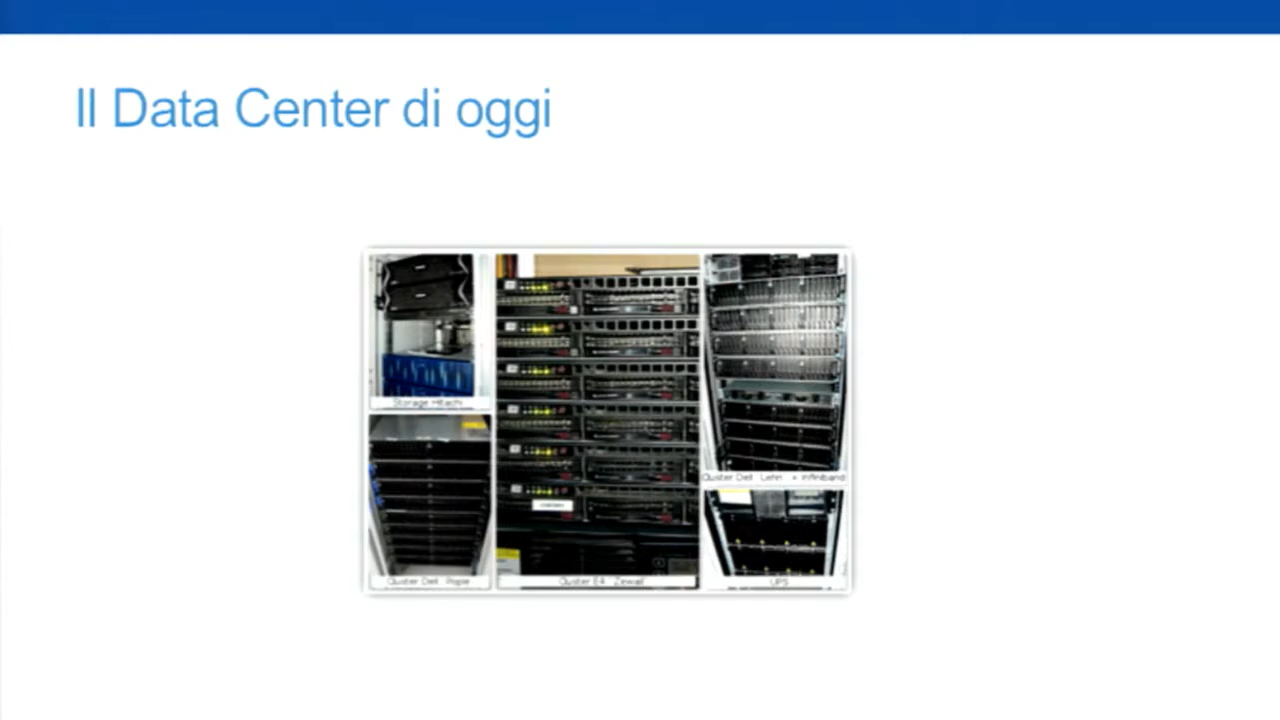 Il Data Center di oggi
Storage Hitachi
Cluster Dell "Pople"
Cluster E4 "Zewail"
Cluster Dell "Lehn" + Infiniband
UPS